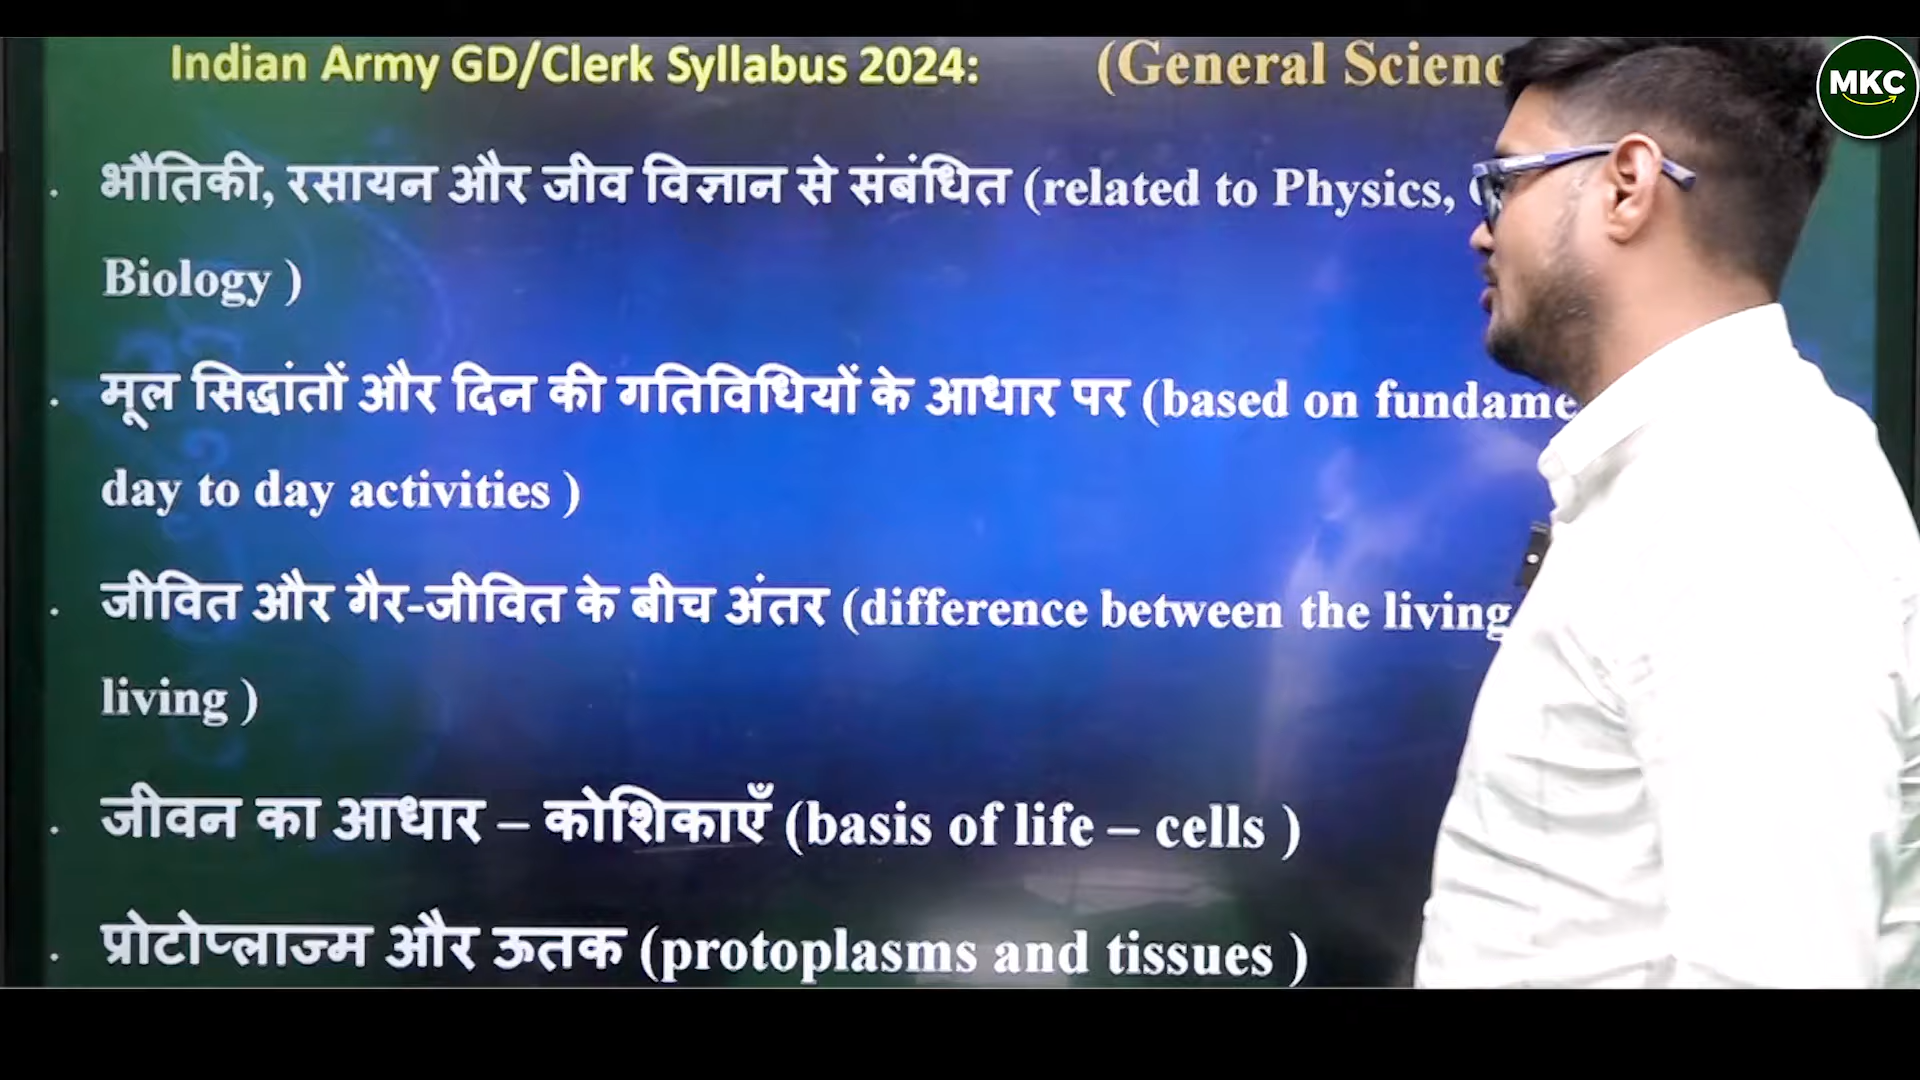 Indian Army GD/Clerk Syllabus 2024: (General
MKC
. भौतिकी, रसायन और जीव विज्ञान से संबंधित (related to Physics,
Biology )
. मूल सिद्धांतों और दिन की गतिविधियों के आधार पर (based on
day to day activities )
. जीवित और गैर-जीवित के बीच अंतर (difference between the living
living )
. जीवन का आधार – कोशिकाएँ (basis of life – cells )
. प्रोटोप्लाज्म और ऊतक (protoplasms and tissues )